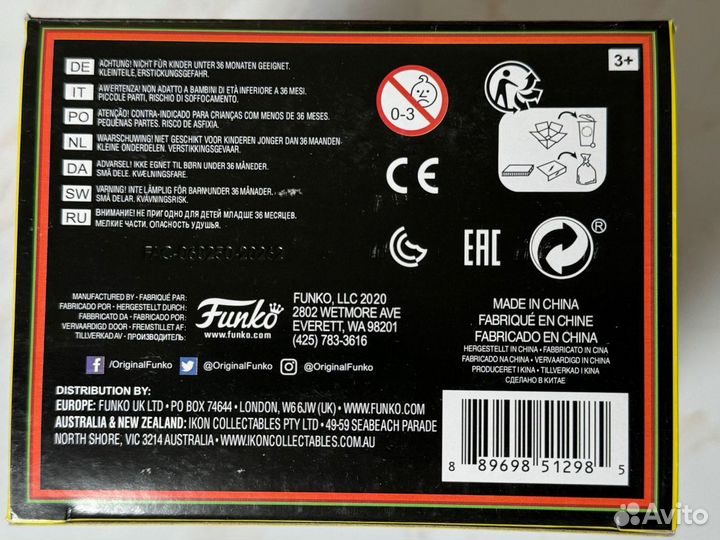 DE ACHTUNG! NICHT FÜR KINDER UNTER 36 MONATEN GEEIGNET.
KLEINTEILE, ERSTICKUNGSGEFAHR.
IT AVVERTENZA! NON ADATTO A BAMBINI DI ETÀ INFERIORE A 36 MESI.
PICCOLE PARTI, RISCHIO DI SOFFOCAMENTO.
PO ATENÇÃO! CONTRA-INDICADO PARA CRIANÇAS COM MENOS DE 36 MESES.
PEQUENAS PARTES. RISCO DE ASFIXIA.
NL WAARSCHUWING! NIET GESCHIKT VOOR KINDEREN JONGER DAN 36 MAANDEN.
KLEINE ONDERDELEN. VERSTIKKINGSGEVAAR.
DA ADVARSEL! IKKE EGNET TIL BØRN UNDER 36 MÅNEDER.
SMÅ DELE. KVÆLNINGSFARE.
SW VARNING! INTE LÄMPLIG FÖR BARN UNDER 36 MÅNADER.
SMÅ DELAR. KVÄVNINGSRISK.
RU ВНИМАНИЕ! НЕ ПРИГОДНО ДЛЯ ДЕТЕЙ МЛАДШЕ 36 МЕСЯЦЕВ.
МЕЛКИЕ ЧАСТИ. ОПАСНОСТЬ УДУШЬЯ.
0-3
3+
CE
EAC
®
MANUFACTURED BY • FABRIQUÉ PAR:
FABRICADO POR • HERGESTELLT DURCH:
FABBRICATO DA • FABRICADO POR:
VERVAARDIGD DOOR • FREMSTILLET AF:
TILLVERKAD AV • ПРОИЗВОДИТЕЛЬ:
Funko
www.funko.com
FUNKO, LLC 2020
2802 WETMORE AVE
EVERETT, WA 98201
(425) 783-3616
MADE IN CHINA
FABRIQUÉ EN CHINE
FABRICADO EN CHINA
HERGESTELLT IN CHINA • FABBRICATO IN CINA
FABRICADO NA CHINA • VERVAARDIGD IN CHINA
PRODUCERET I KINA • TILLVERKAD I KINA
СДЕЛАНО В КИТАЕ
f /OriginalFunko @OriginalFunko @OriginalFunko
DISTRIBUTION BY:
EUROPE: FUNKO UK LTD • PO BOX 74644 • LONDON, W6 6JW (UK) • WWW.FUNKO.COM
AUSTRALIA & NEW ZEALAND: IKON COLLECTABLES PTY LTD • 49-59 SEABEACH PARADE
NORTH SHORE, VIC 3214 AUSTRALIA • WWW.IKONCOLLECTABLES.COM.AU
8 89698 51298 5
Avito